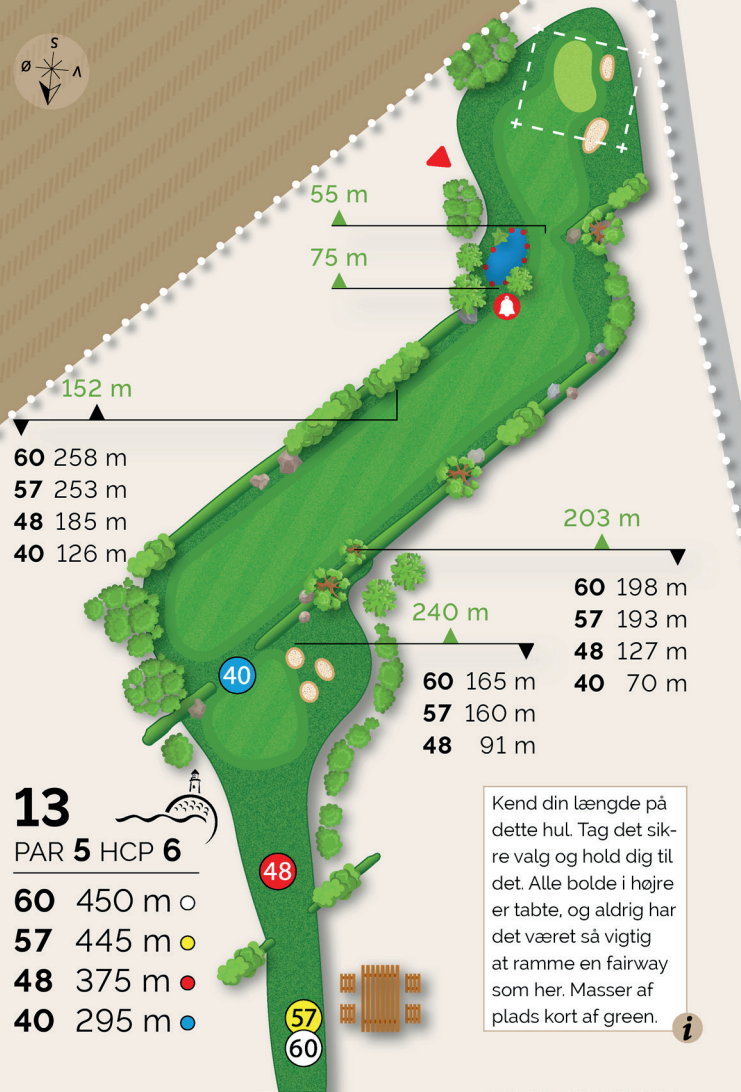 S
Ø V
55 m
75 m
152 m
60 258 m
57 253 m
48 185 m
40 126 m
203 m
60 198 m
57 193 m
48 127 m
40 70 m
240 m
60 165 m
57 160 m
48 91 m
40
48
57
60
13
PAR 5 HCP 6
60 450 m
57 445 m
48 375 m
40 295 m
Kend din længde på
dette hul. Tag det sik-
re valg og hold dig til
det. Alle bolde i højre
er tabte, og aldrig har
det været så vigtig
at ramme en fairway
som her. Masser af
plads kort af green.
i